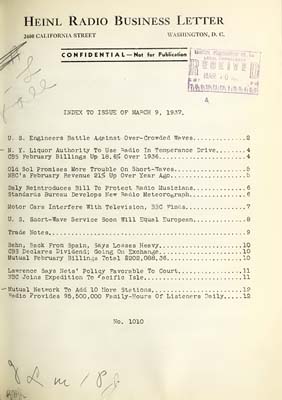 HEINL RADIO BUSINESS LETTER
2400 CALIFORNIA STREET WASHINGTON, D. C.
CONFIDENTIAL—Not for Publication
INDEX TO ISSUE OF MARCH 9, 1937.
U. S. Engineers Battle Against Over-Crowded Waves..............2
N. Y. Liquor Authority To Use Radio In Temperance Drive........4
CBS February Billings Up 18.6% Over 1936.......................4
Old Sol Promises More Trouble On Short-Waves...................5
NBC's February Revenue 21% Up Over Year Ago....................5
Daly Reintroduces Bill To Protect Radio Musicians..............6
Standards Bureau Develops New Radio Meteorograph...............6
Motor Cars Interfere With Television, BBC Finds................7
U. S. Short-Wave Service Soon Will Equal European..............8
Trade Notes....................................................9
Behn, Back From Spain, Says Losses Heavy......................10
CBS Declares Dividend; Going On Exchange......................10
Mutual February Billings Total $202,088.36....................10
Lawrence Says Nets' Policy Favorable To Court.................11
NBC Joins Expedition To Pacific Isle..........................11
Mutual Network To Add 10 More Stations........................12
Radio Provides 95,500,000 Family-Hours Of Listeners Daily.....12
No. 1010